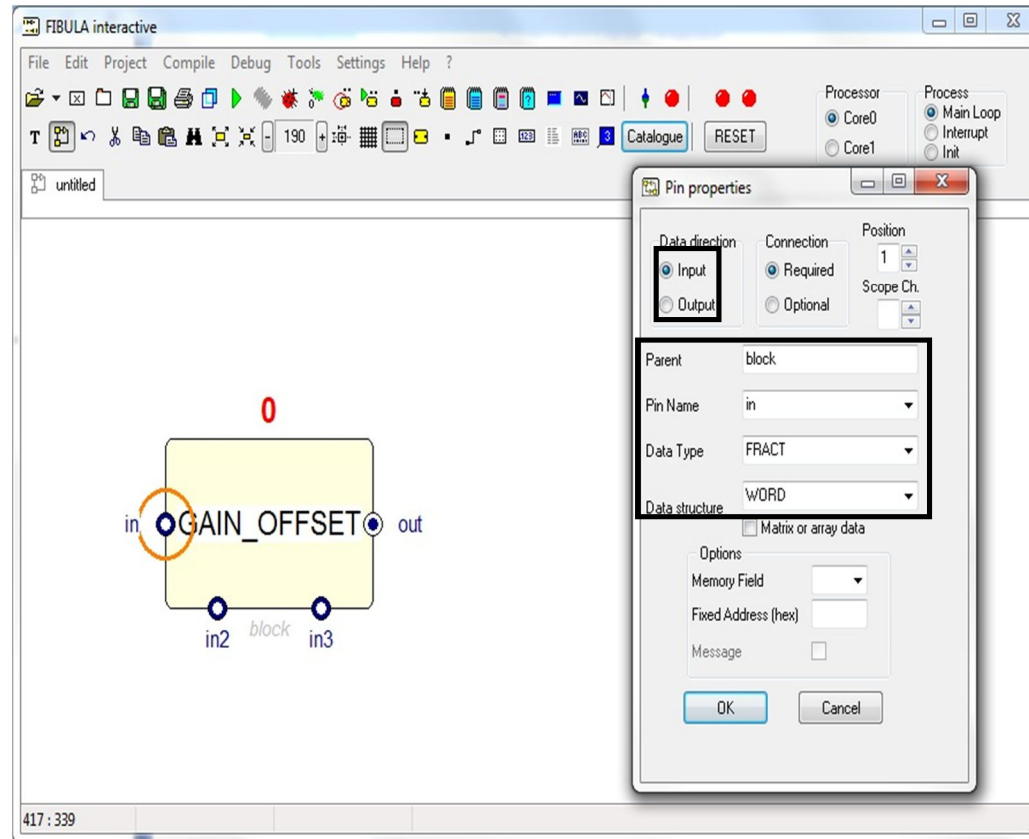 FIBULA interactive
File Edit Project Compile Debug Tools Settings Help ?
Processor
Core0
Core1
Process
Main Loop
Interrupt
Init
T
- 190 +
123
ABC
3
Catalogue
RESET
untitled
0
in
GAIN_OFFSET
out
in2
block
in3
Pin properties
Data direction
Input
Output
Connection
Required
Optional
Position
1
Scope Ch.
Parent block
Pin Name in
Data Type FRACT
Data structure WORD
Matrix or array data
Options
Memory Field
Fixed Address (hex)
Message
OK Cancel
417 : 339